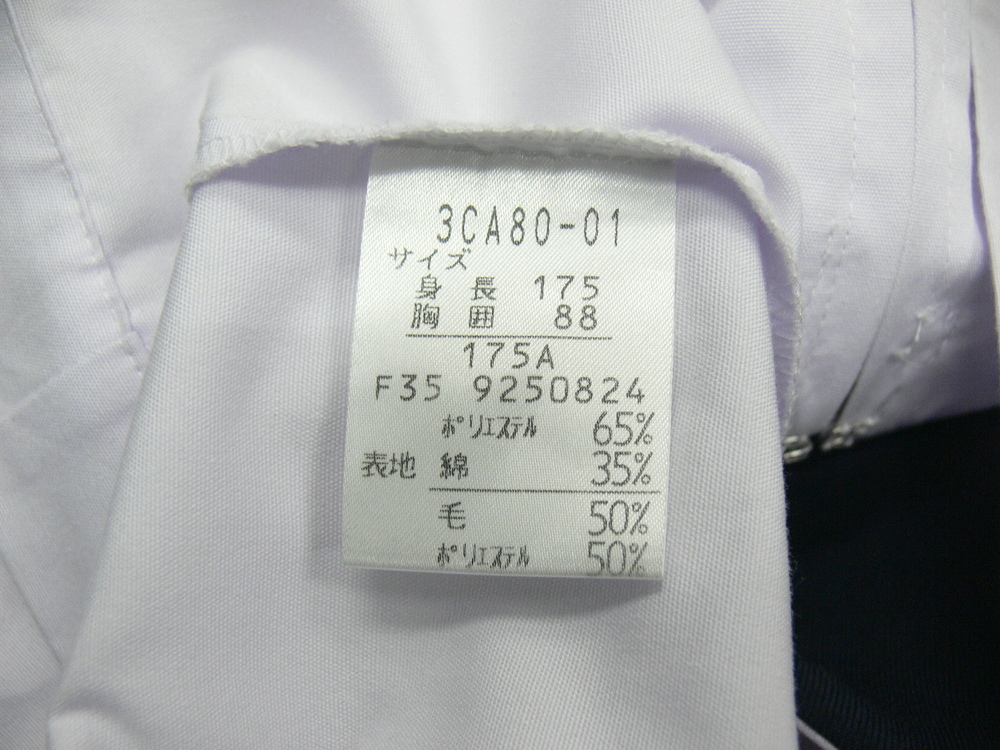 3CA80-01
サイズ
身長 175
胸囲 88
175A
F35 9250824
ポリエステル 65%
表地 綿 35%
毛 50%
ポリエステル 50%